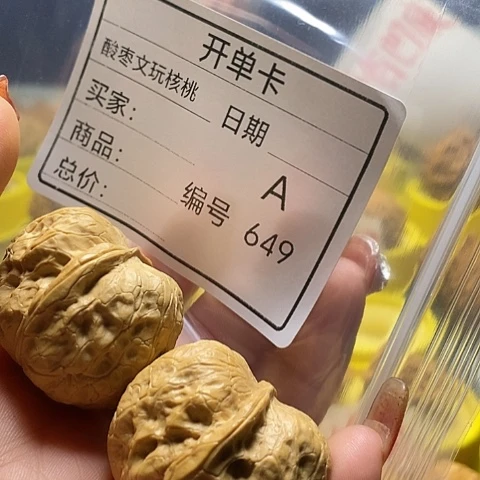 开单卡
酸枣文玩核桃
买家： 日期
商品： A
总价： 编号 649